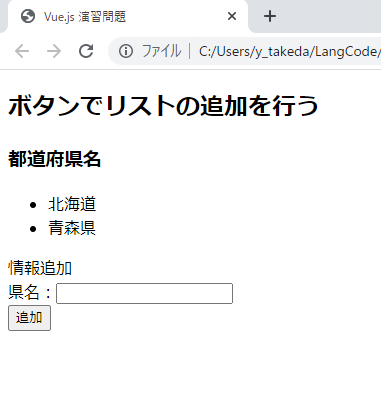 Vue.js 演習問題
ファイル | C:/Users/y_takeda/LangCode/
ボタンでリストの追加を行う
都道府県名
北海道
青森県
情報追加
県名：
追加